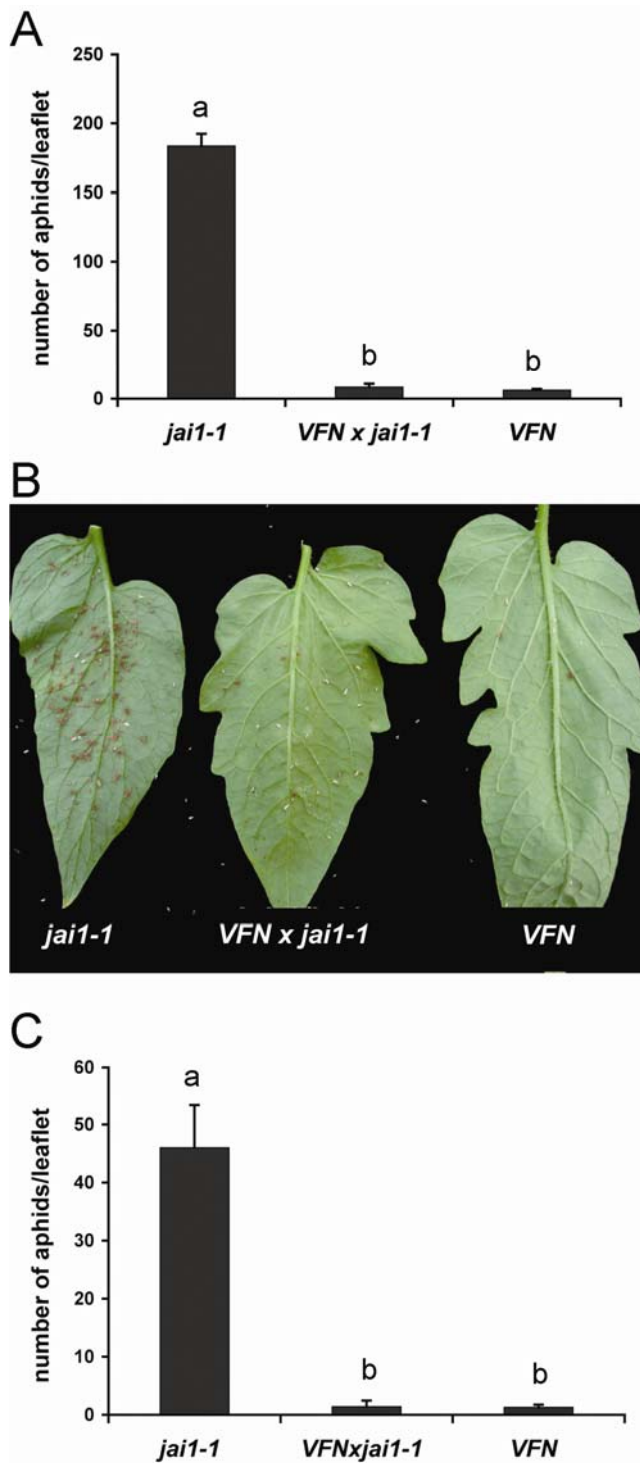 A
number of aphids/leaflet
250
200
150
100
50
0
a
b
b
jai1-1
VFN x jai1-1
VFN
B
jai1-1
VFN x jai1-1
VFN
C
number of aphids/leaflet
60
50
40
30
20
10
0
a
b
b
jai1-1
VFNxjai1-1
VFN